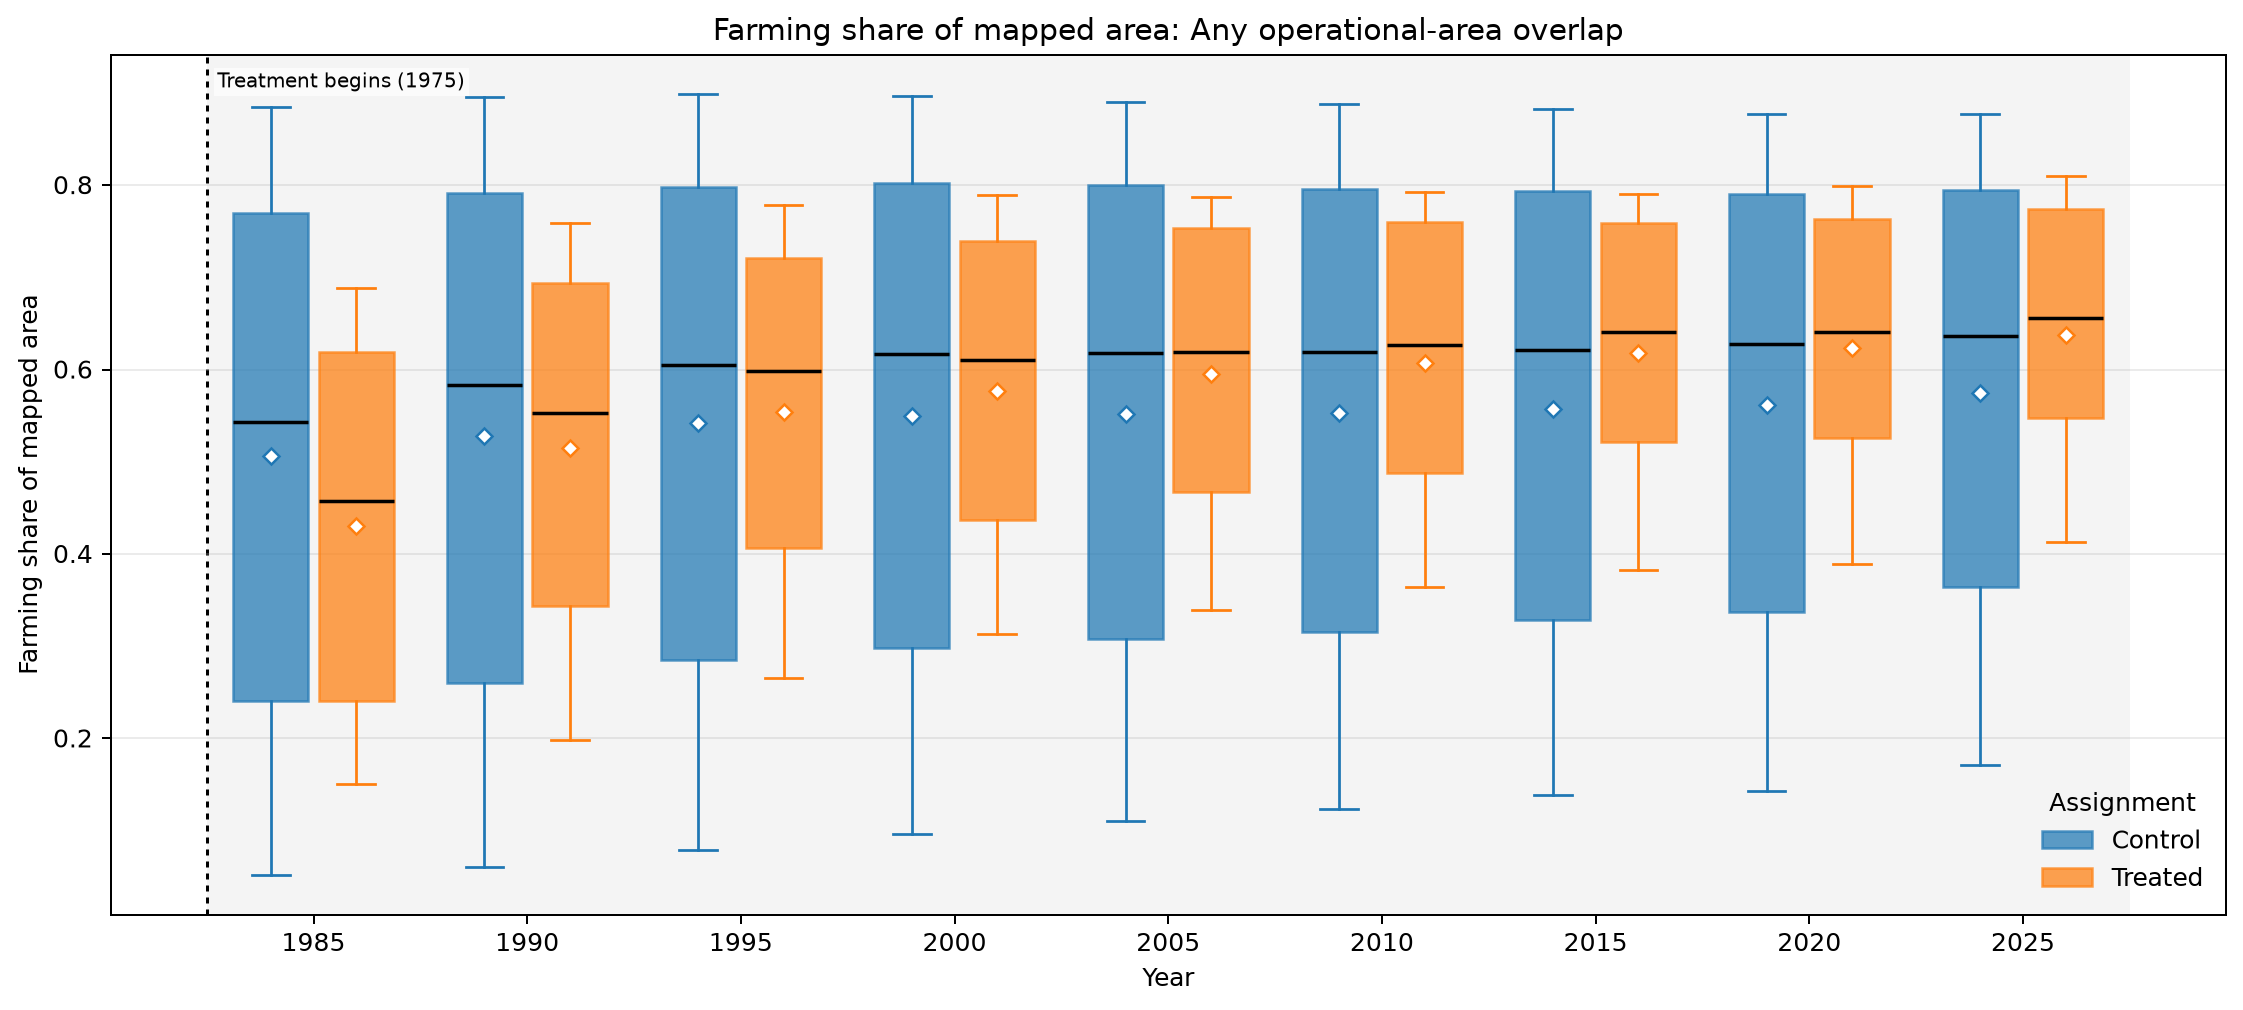 Farming share of mapped area: Any operational-area overlap
Treatment begins (1975)
Farming share of mapped area
0.8
0.6
0.4
0.2
Assignment
Control
Treated
1985 1990 1995 2000 2005 2010 2015 2020 2025
Year